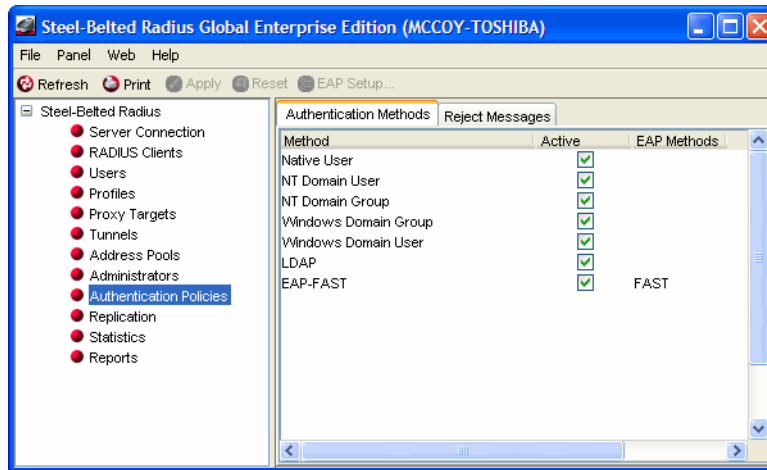 Steel-Belted Radius Global Enterprise Edition (MCCOY-TOSHIBA)
File Panel Web Help
Refresh Print Apply Reset EAP Setup...
Steel-Belted Radius
Server Connection
RADIUS Clients
Users
Profiles
Proxy Targets
Tunnels
Address Pools
Administrators
Authentication Policies
Replication
Statistics
Reports
Authentication Methods Reject Messages
Method Active EAP Methods
Native User
NT Domain User
NT Domain Group
Windows Domain Group
Windows Domain User
LDAP
EAP-FAST FAST